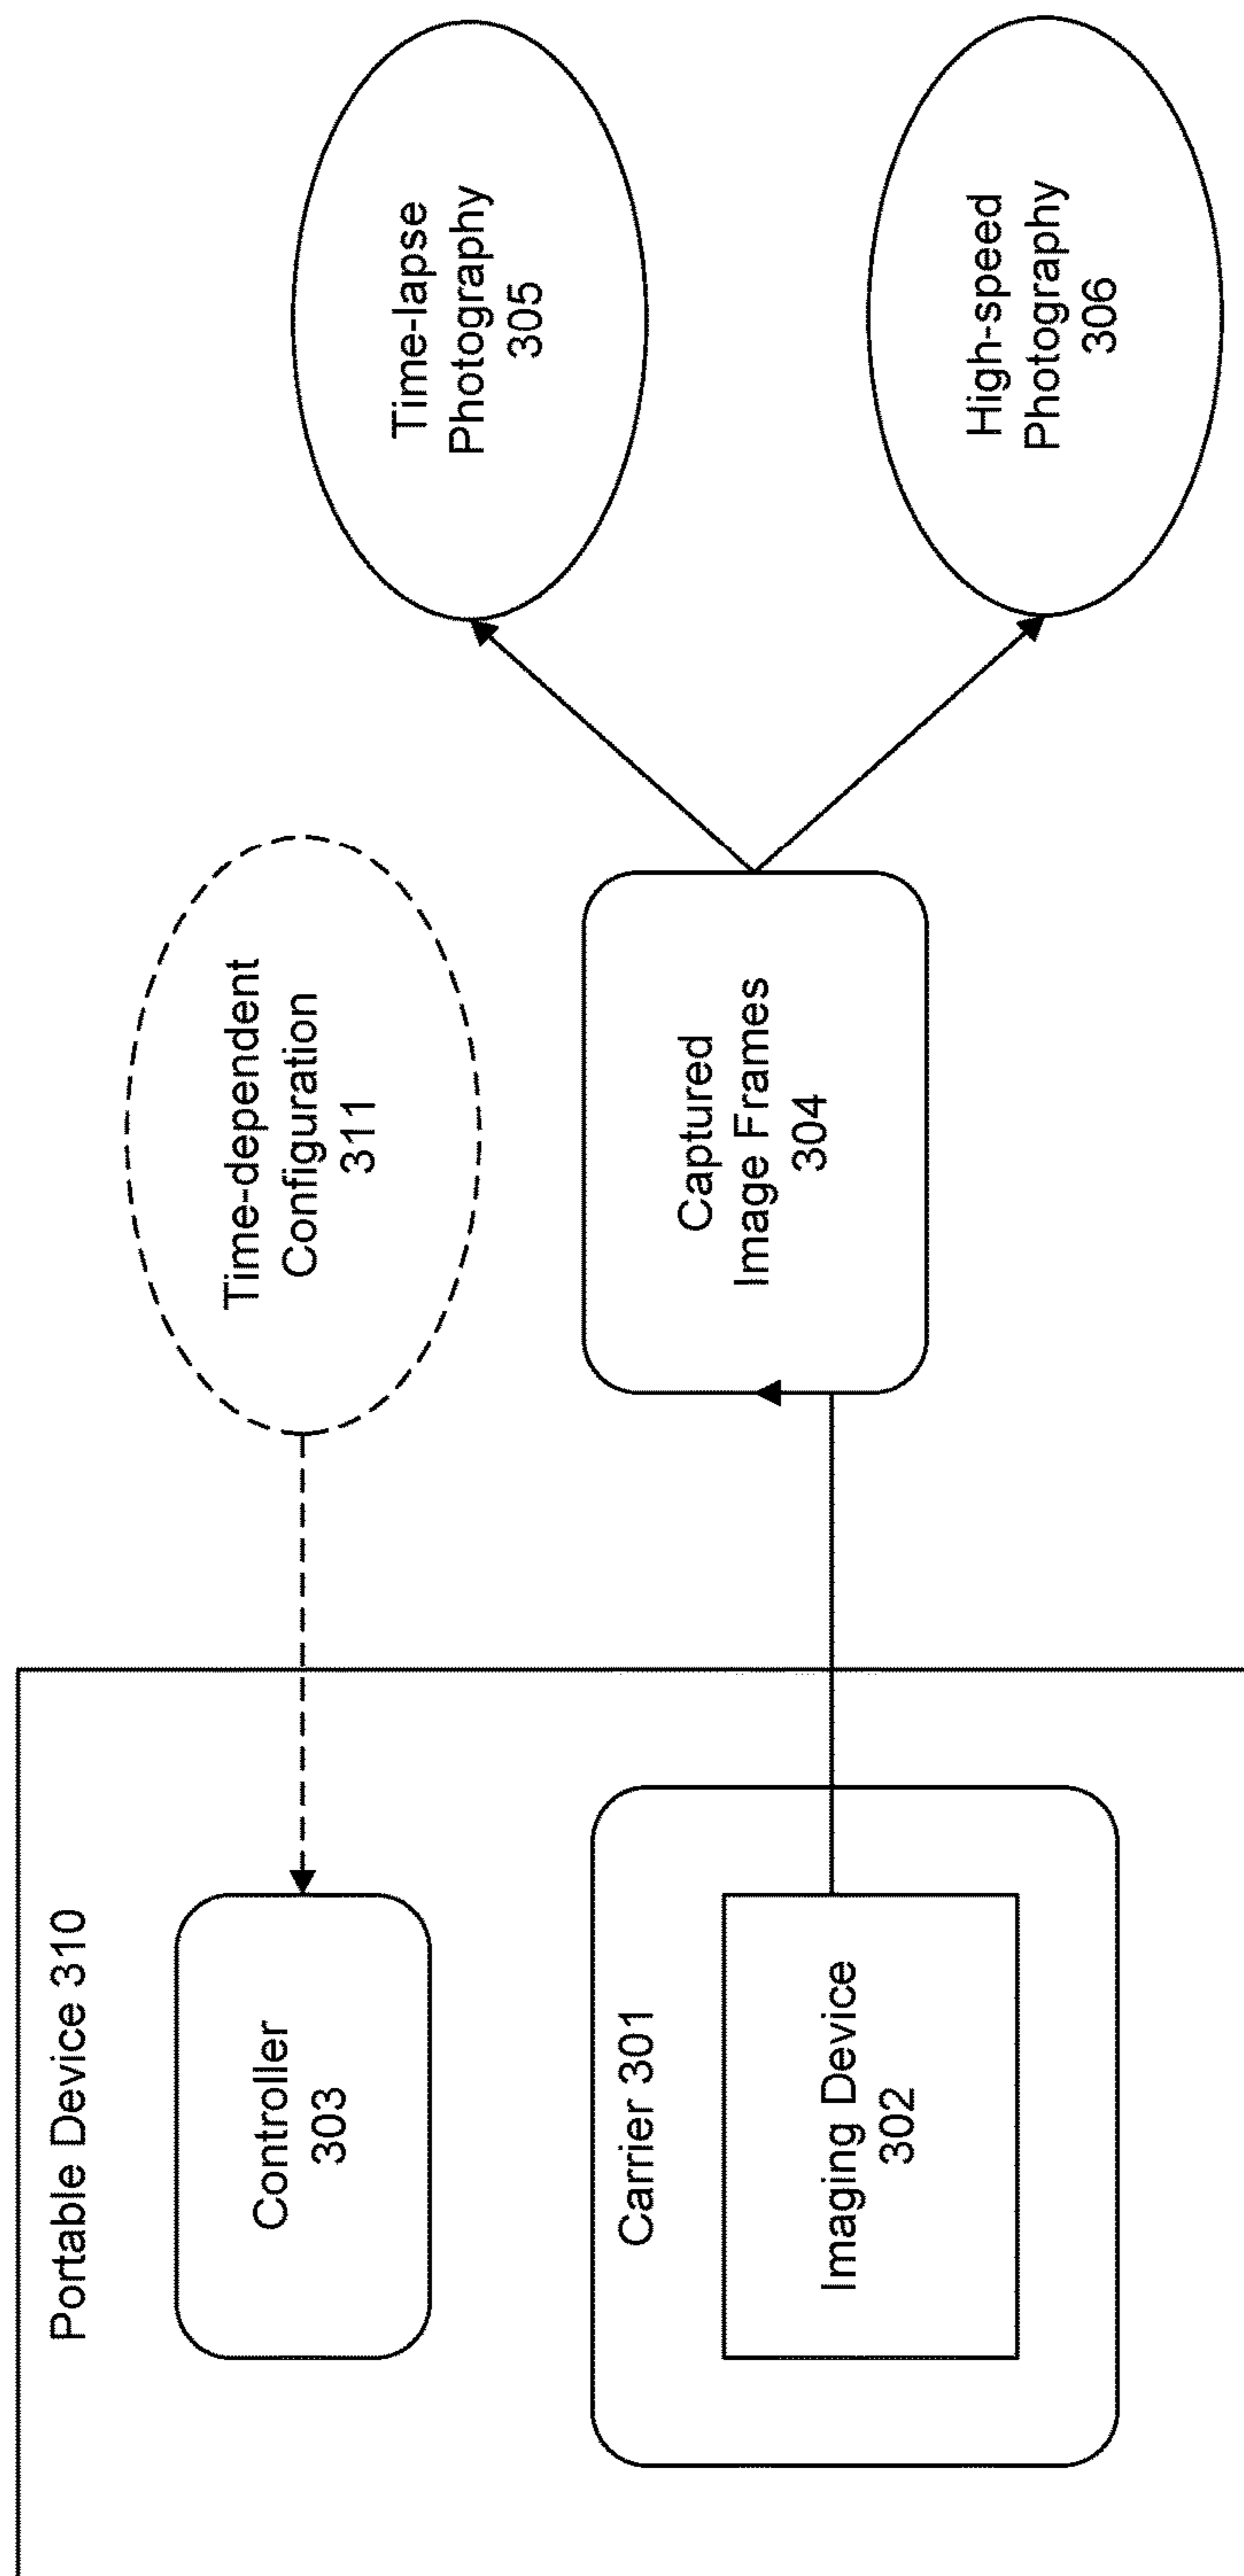 Portable Device 310
Controller
303
Carrier 301
Imaging Device
302
Time-dependent
Configuration
311
Captured
Image Frames
304
Time-lapse
Photography
305
High-speed
Photography
306